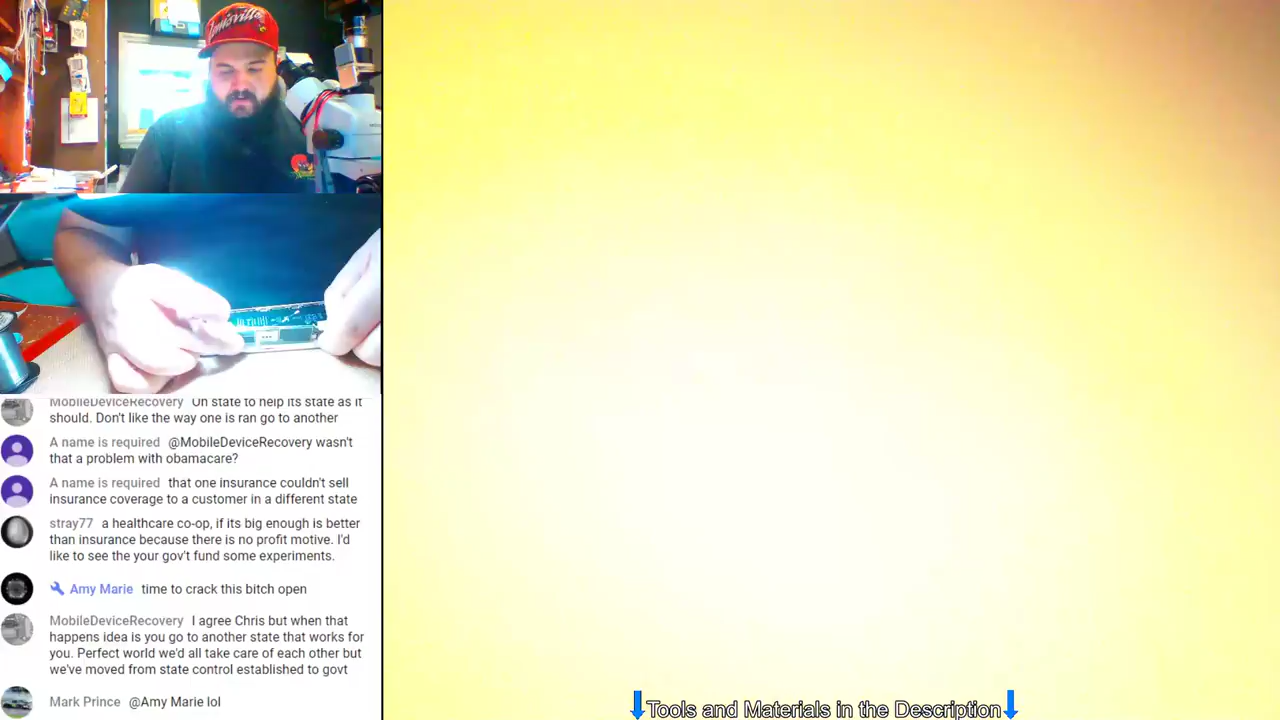 Louisville
MobileDeviceRecovery On state to help its state as it
should. Don't like the way one is ran go to another
A name is required @MobileDeviceRecovery wasn't
that a problem with obamacare?
A name is required that one insurance couldn't sell
insurance coverage to a customer in a different state
stray77 a healthcare co-op, if its big enough is better
than insurance because there is no profit motive. I'd
like to see the your gov't fund some experiments.
Amy Marie time to crack this bitch open
MobileDeviceRecovery I agree Chris but when that
happens idea is you go to another state that works for
you. Perfect world we'd all take care of each other but
we've moved from state control established to govt
Mark Prince @Amy Marie lol
Tools and Materials in the Description